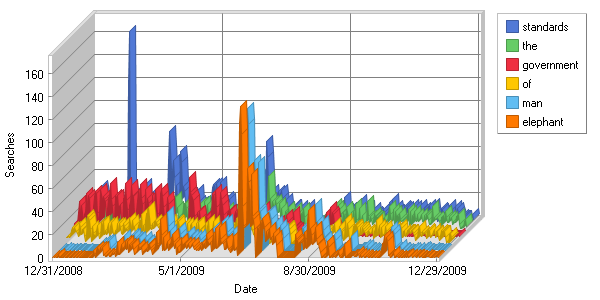 standards
the
government
of
man
elephant
Searches
160
140
120
100
80
60
40
20
0
12/31/2008
5/1/2009
8/30/2009
12/29/2009
Date